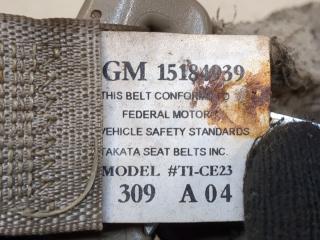 GM 15184939
THIS BELT CONFORMS TO
FEDERAL MOTOR
VEHICLE SAFETY STANDARDS
TAKATA SEAT BELTS INC.
MODEL #T1-CE23
309 A 04